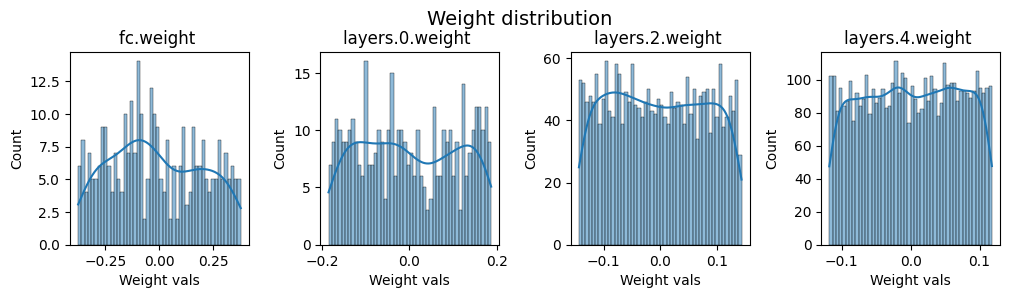 Weight distribution
fc.weight
layers.0.weight
layers.2.weight
layers.4.weight
Count
12.5
10.0
7.5
5.0
2.5
0.0
−0.25
0.00
0.25
Weight vals
Count
15
10
5
0
−0.2
0.0
0.2
Weight vals
Count
60
40
20
0
−0.1
0.0
0.1
Weight vals
Count
100
80
60
40
20
0
−0.1
0.0
0.1
Weight vals